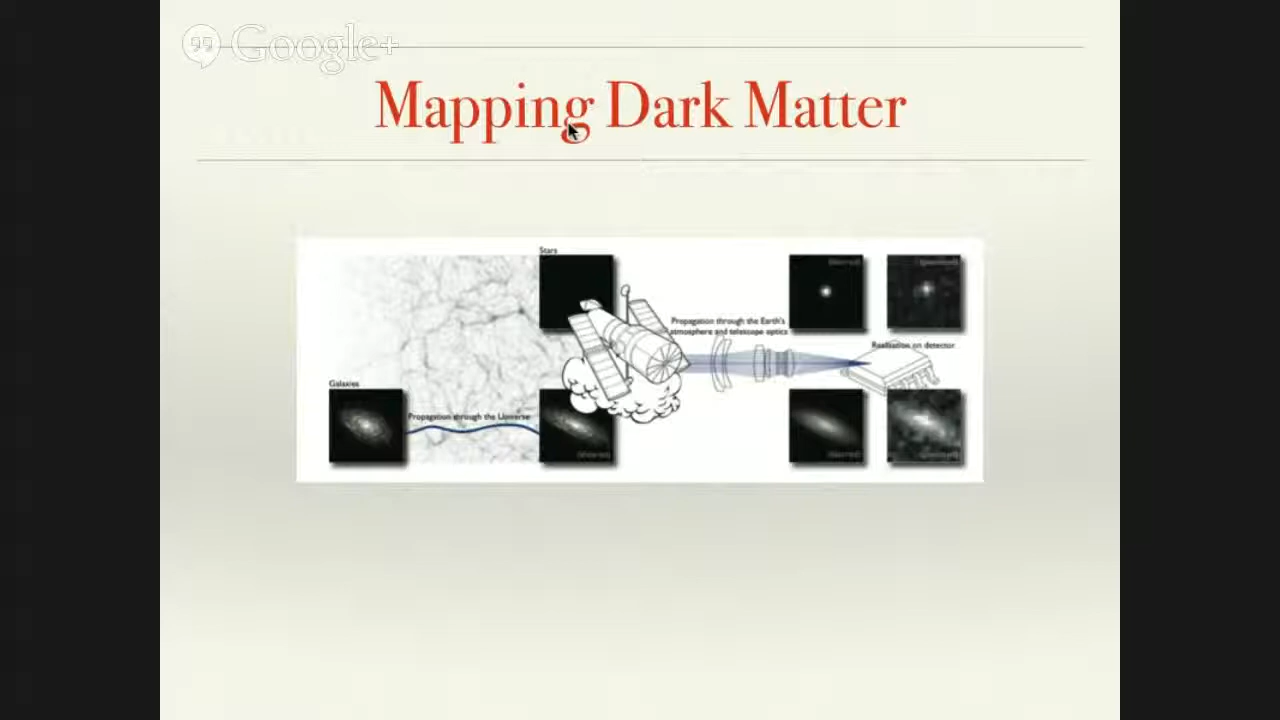 Google+
Mapping Dark Matter
Stars
Propagation through the Earth's
atmosphere and telescope optics
Realisation on detector
Galaxies
Propagation through the Universe